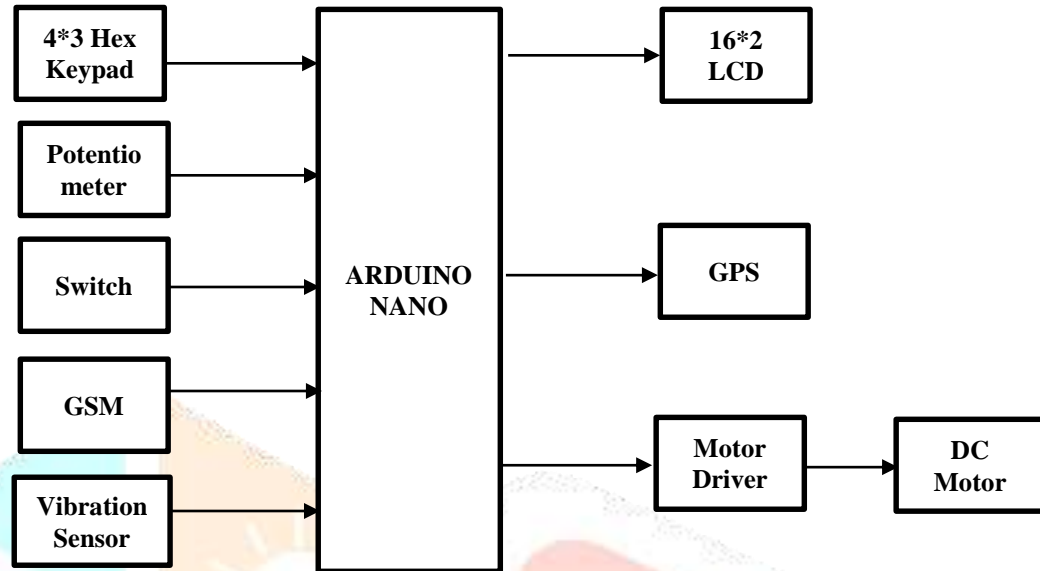 4*3 Hex
Keypad
Potentio
meter
Switch
GSM
Vibration
Sensor
ARDUINO
NANO
16*2
LCD
GPS
Motor
Driver
DC
Motor